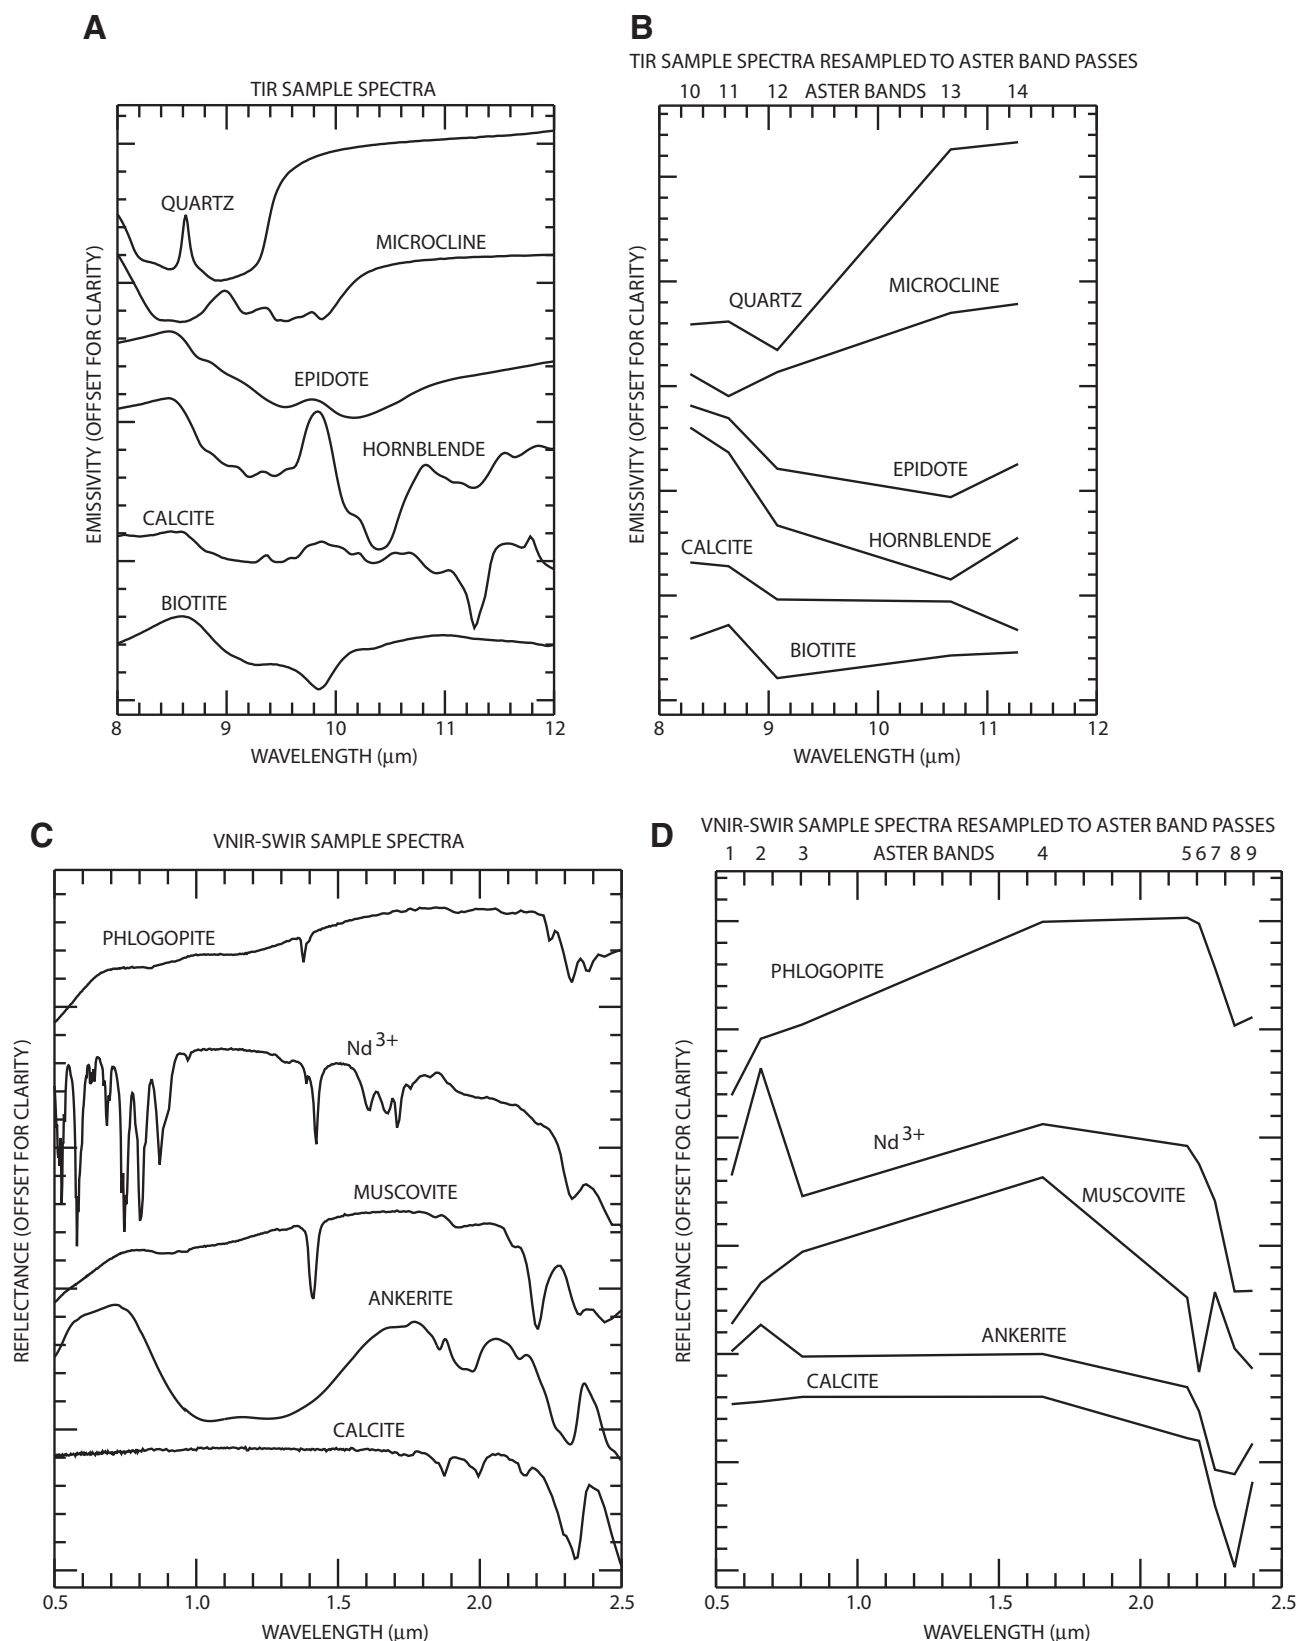 A
TIR SAMPLE SPECTRA
QUARTZ
MICROCLINE
EPIDOTE
HORNBLENDE
CALCITE
BIOTITE
EMISSIVITY (OFFSET FOR CLARITY)
8 9 10 11 12
WAVELENGTH (µm)
B
TIR SAMPLE SPECTRA RESAMPLED TO ASTER BAND PASSES
10 11 12 ASTER BANDS 13 14
QUARTZ
MICROCLINE
EPIDOTE
HORNBLENDE
CALCITE
BIOTITE
EMISSIVITY (OFFSET FOR CLARITY)
8 9 10 11 12
WAVELENGTH (µm)
C
VNIR-SWIR SAMPLE SPECTRA
PHLOGOPITE
Nd 3+
MUSCOVITE
ANKERITE
CALCITE
REFLECTANCE (OFFSET FOR CLARITY)
0.5 1.0 1.5 2.0 2.5
WAVELENGTH (µm)
D
VNIR-SWIR SAMPLE SPECTRA RESAMPLED TO ASTER BAND PASSES
1 2 3 ASTER BANDS 4 5 6 7 8 9
PHLOGOPITE
Nd 3+
MUSCOVITE
ANKERITE
CALCITE
REFLECTANCE (OFFSET FOR CLARITY)
0.5 1.0 1.5 2.0 2.5
WAVELENGTH (µm)